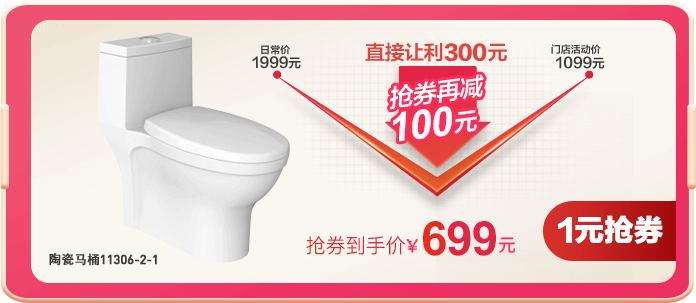 日常价
1999元
直接让利300元
门店活动价
1099元
抢券再减
100元
抢券到手价¥699元
1元抢券
陶瓷马桶11306-2-1